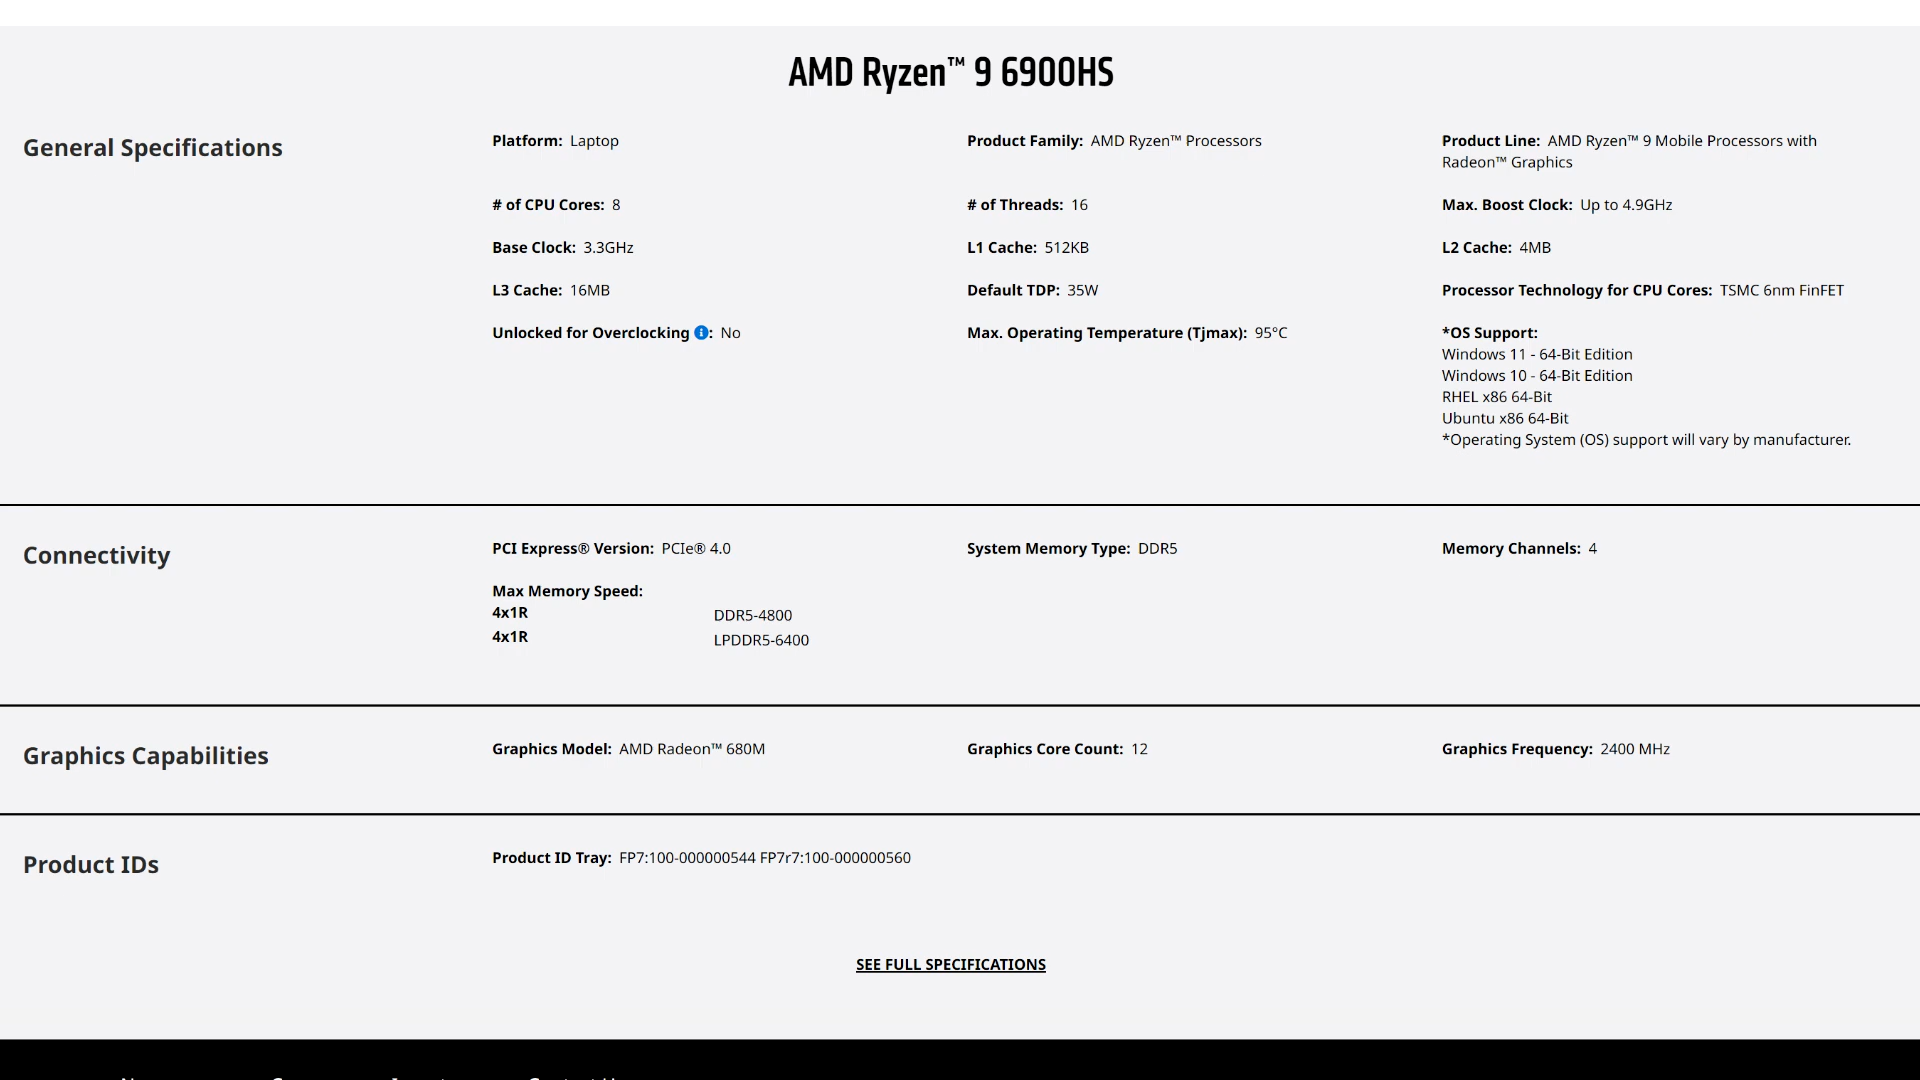 AMD Ryzen™ 9 6900HS
General Specifications
Platform: Laptop
Product Family: AMD Ryzen™ Processors
Product Line: AMD Ryzen™ 9 Mobile Processors with
Radeon™ Graphics
# of CPU Cores: 8
# of Threads: 16
Max. Boost Clock: Up to 4.9GHz
Base Clock: 3.3GHz
L1 Cache: 512KB
L2 Cache: 4MB
L3 Cache: 16MB
Default TDP: 35W
Processor Technology for CPU Cores: TSMC 6nm FinFET
Unlocked for Overclocking : No
Max. Operating Temperature (Tjmax): 95°C
*OS Support:
Windows 11 - 64-Bit Edition
Windows 10 - 64-Bit Edition
RHEL x86 64-Bit
Ubuntu x86 64-Bit
*Operating System (OS) support will vary by manufacturer.
Connectivity
PCI Express® Version: PCIe® 4.0
System Memory Type: DDR5
Memory Channels: 4
Max Memory Speed:
4x1R DDR5-4800
4x1R LPDDR5-6400
Graphics Capabilities
Graphics Model: AMD Radeon™ 680M
Graphics Core Count: 12
Graphics Frequency: 2400 MHz
Product IDs
Product ID Tray: FP7:100-000000544 FP7r7:100-000000560
SEE FULL SPECIFICATIONS